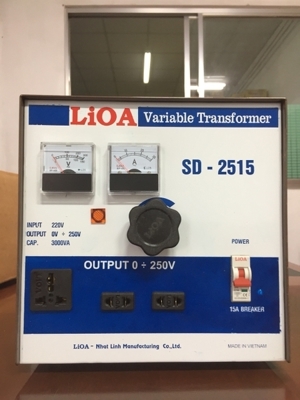 LiOA Variable Transformer
V
A
SD - 2515
LiOA
INPUT 220V
OUTPUT 0V ÷ 250V
CAP. 3000VA
POWER
OUTPUT 0 ÷ 250V
15A BREAKER
LiOA - Nhat Linh Manufacturing Co.,Ltd.
MADE IN VIETNAM